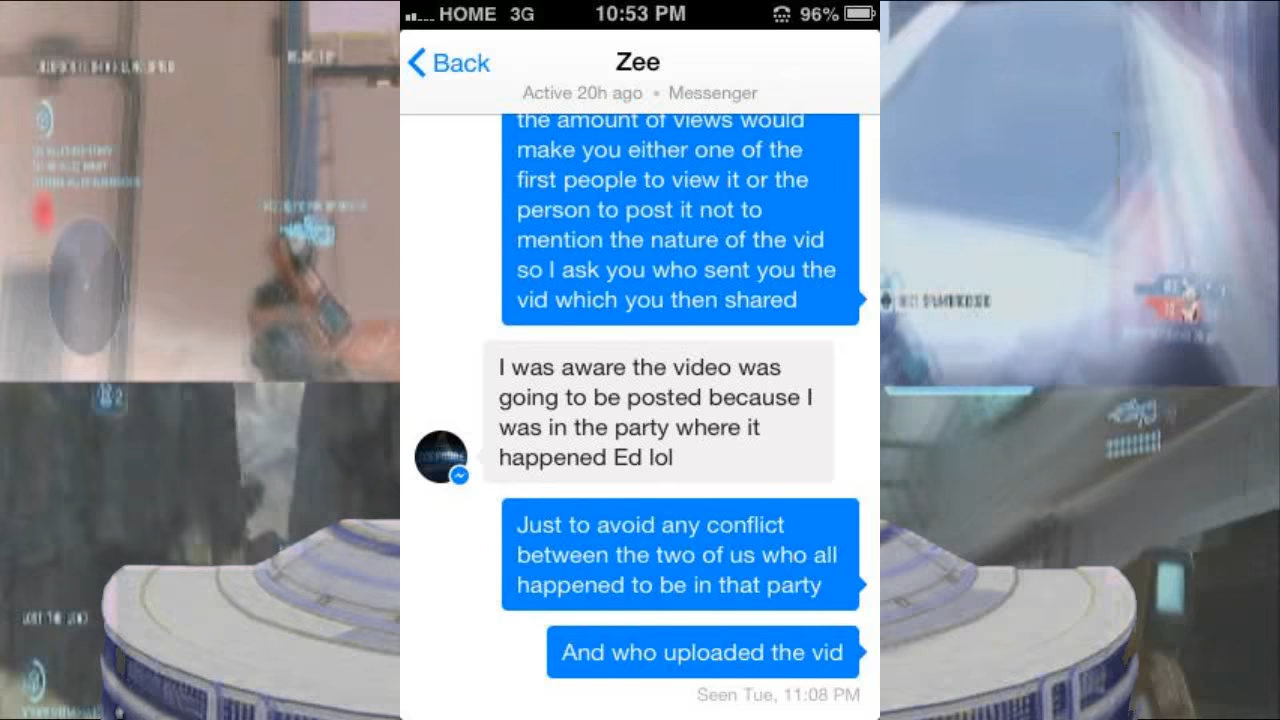 HOME 3G 10:53 PM 96%
Back Zee
Active 20h ago • Messenger
the amount of views would
make you either one of the
first people to view it or the
person to post it not to
mention the nature of the vid
so I ask you who sent you the
vid which you then shared
I was aware the video was
going to be posted because I
was in the party where it
happened Ed lol
Just to avoid any conflict
between the two of us who all
happened to be in that party
And who uploaded the vid
Seen Tue, 11:08 PM